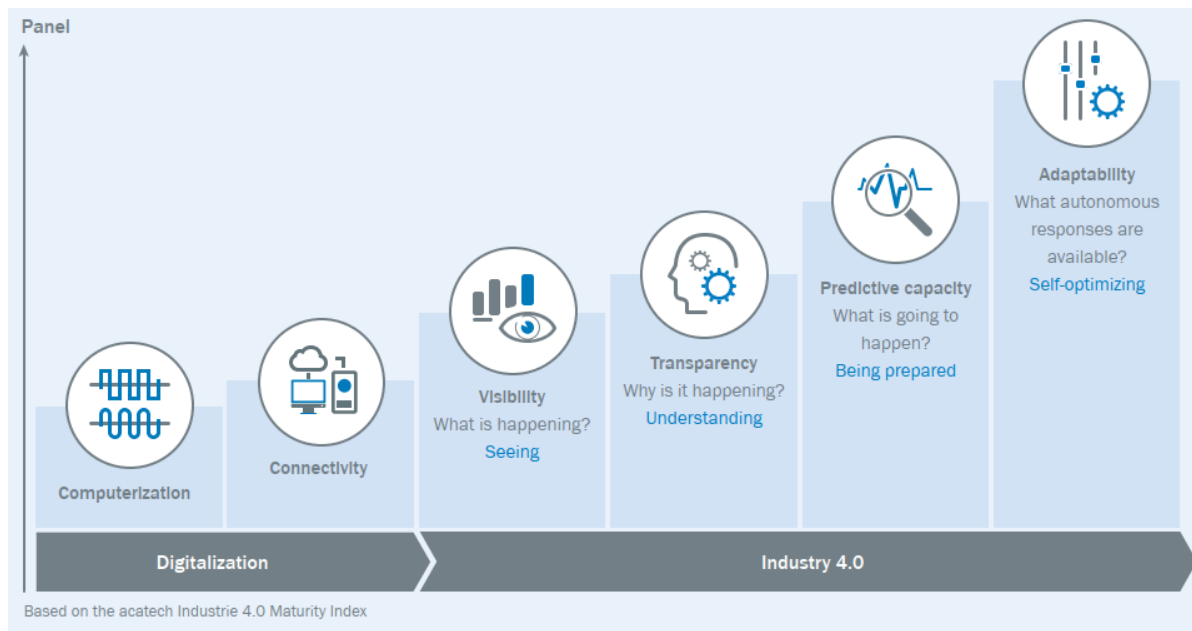 Panel
Computerization
Connectivity
Visibility
What is happening?
Seeing
Transparency
Why is it happening?
Understanding
Predictive capacity
What is going to
happen?
Being prepared
Adaptability
What autonomous
responses are
available?
Self-optimizing
Digitalization
Industry 4.0
Based on the acatech Industrie 4.0 Maturity Index